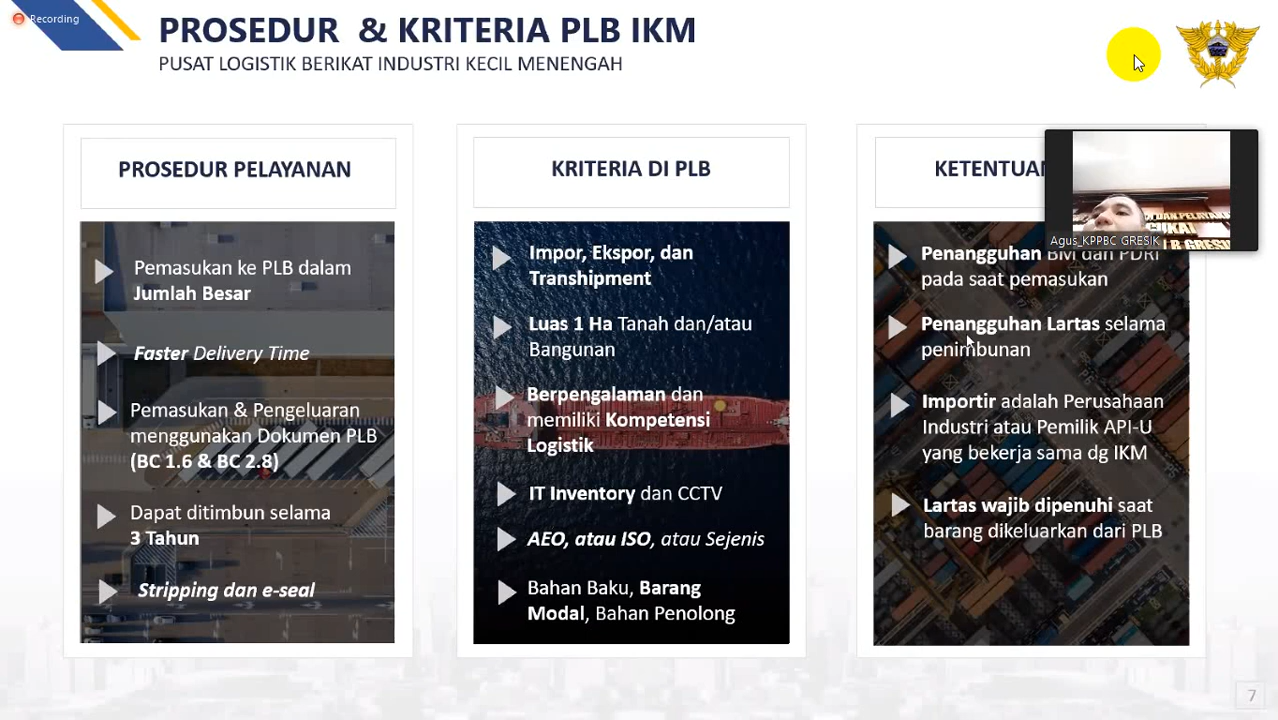 Recording
PROSEDUR & KRITERIA PLB IKM
PUSAT LOGISTIK BERIKAT INDUSTRI KECIL MENENGAH
PROSEDUR PELAYANAN
Pemasukan ke PLB dalam
Jumlah Besar
Faster Delivery Time
Pemasukan & Pengeluaran
menggunakan Dokumen PLB
(BC 1.6 & BC 2.8)
Dapat ditimbun selama
3 Tahun
Stripping dan e-seal
KRITERIA DI PLB
Impor, Ekspor, dan
Transhipment
Luas 1 Ha Tanah dan/atau
Bangunan
Berpengalaman dan
memiliki Kompetensi
Logistik
IT Inventory dan CCTV
AEO, atau ISO, atau Sejenis
Bahan Baku, Barang
Modal, Bahan Penolong
KETENTUAN
Agus_KPPBC GRESIK
Penangguhan BM dan PDRI
pada saat pemasukan
Penangguhan Lartas selama
penimbunan
Importir adalah Perusahaan
Industri atau Pemilik API-U
yang bekerja sama dg IKM
Lartas wajib dipenuhi saat
barang dikeluarkan dari PLB
7